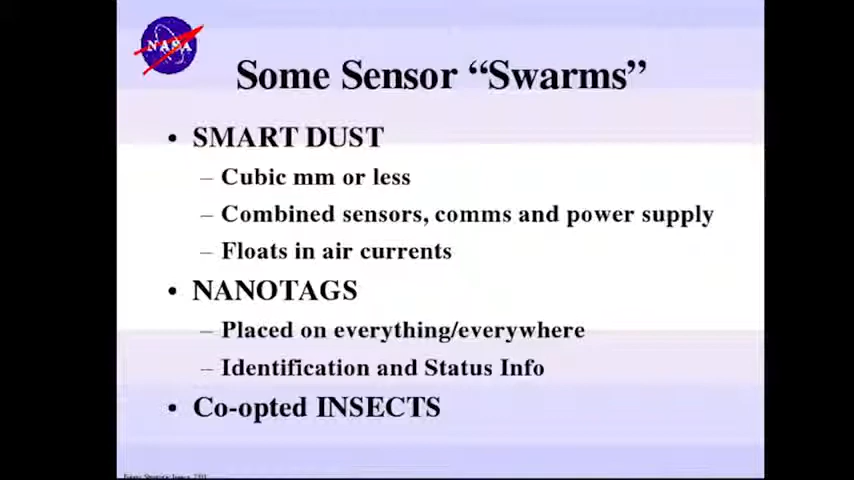 NASA
Some Sensor “Swarms”
• SMART DUST
– Cubic mm or less
– Combined sensors, comms and power supply
– Floats in air currents
• NANOTAGS
– Placed on everything/everywhere
– Identification and Status Info
• Co-opted INSECTS